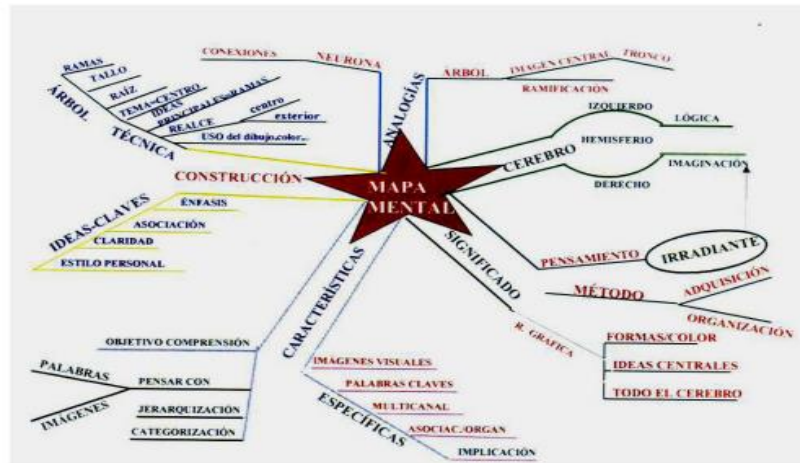 MAPA
MENTAL
ANALOGÍAS
NEURONA
CONEXIONES
ÁRBOL
IMAGEN CENTRAL
TRONCO
RAMIFICACIÓN
CEREBRO
HEMISFERIO
IZQUIERDO
LÓGICA
DERECHO
IMAGINACIÓN
PENSAMIENTO
IRRADIANTE
SIGNIFICADO
MÉTODO
ADQUISICIÓN
ORGANIZACIÓN
R. GRAFICA
FORMAS/COLOR
IDEAS CENTRALES
TODO EL CEREBRO
CARACTERÍSTICAS
ESPECÍFICAS
IMÁGENES VISUALES
PALABRAS CLAVES
MULTICANAL
ASOCIAC./ORGAN
IMPLICACIÓN
OBJETIVO COMPRENSIÓN
PENSAR CON
PALABRAS
IMÁGENES
JERARQUIZACIÓN
CATEGORIZACIÓN
CONSTRUCCIÓN
IDEAS-CLAVES
ÉNFASIS
ASOCIACIÓN
CLARIDAD
ESTILO PERSONAL
TÉCNICA
ÁRBOL
RAMAS
TALLO
RAÍZ
TEMA=CENTRO
IDEAS
PRINCIPALES=RAMAS
REALCE
centro
exterior
USO del dibujo,color...